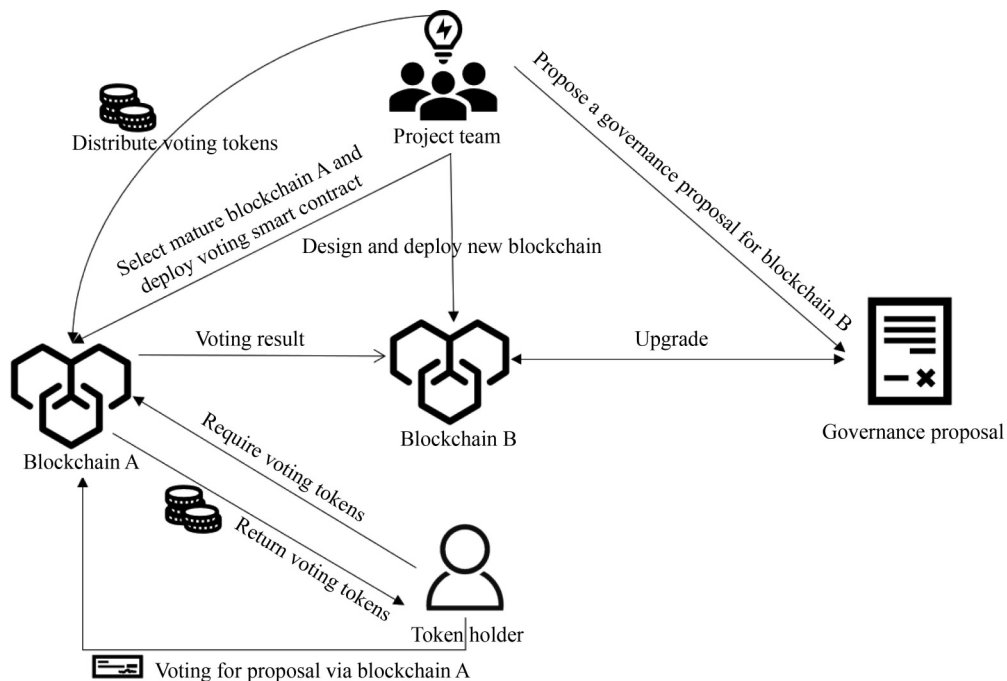 Distribute voting tokens
Project team
Propose a governance proposal for blockchain B
Select mature blockchain A and
deploy voting smart contract
Design and deploy new blockchain
Voting result
Upgrade
Blockchain A
Blockchain B
Governance proposal
Require voting tokens
Return voting tokens
Token holder
Voting for proposal via blockchain A